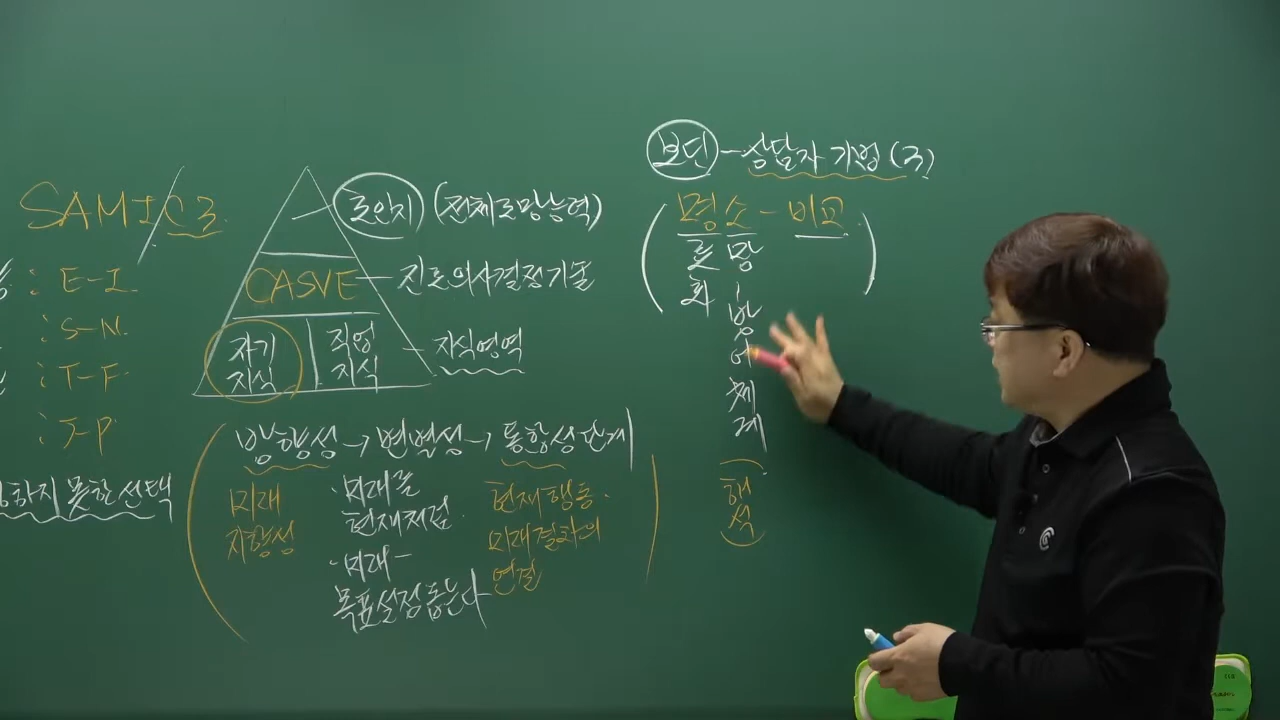 SAMIC 3.
: E-I.
: S-N.
: T-F
: J-P
하지 못한 선택
초인지 (전체조망능력)
CASVE - 진로의사결정기술
자기지식
직업지식
지식영역
방향성 → 변별성 → 통합성 단계
미래
지향성
· 미래를
현재처럼.
· 미래 -
목표설정 돕는다
현재행동·
미래결과의
연결
보딘 - 상담자 기법 (3)
명 소 - 비교
료화
망·방어체계
(해석)